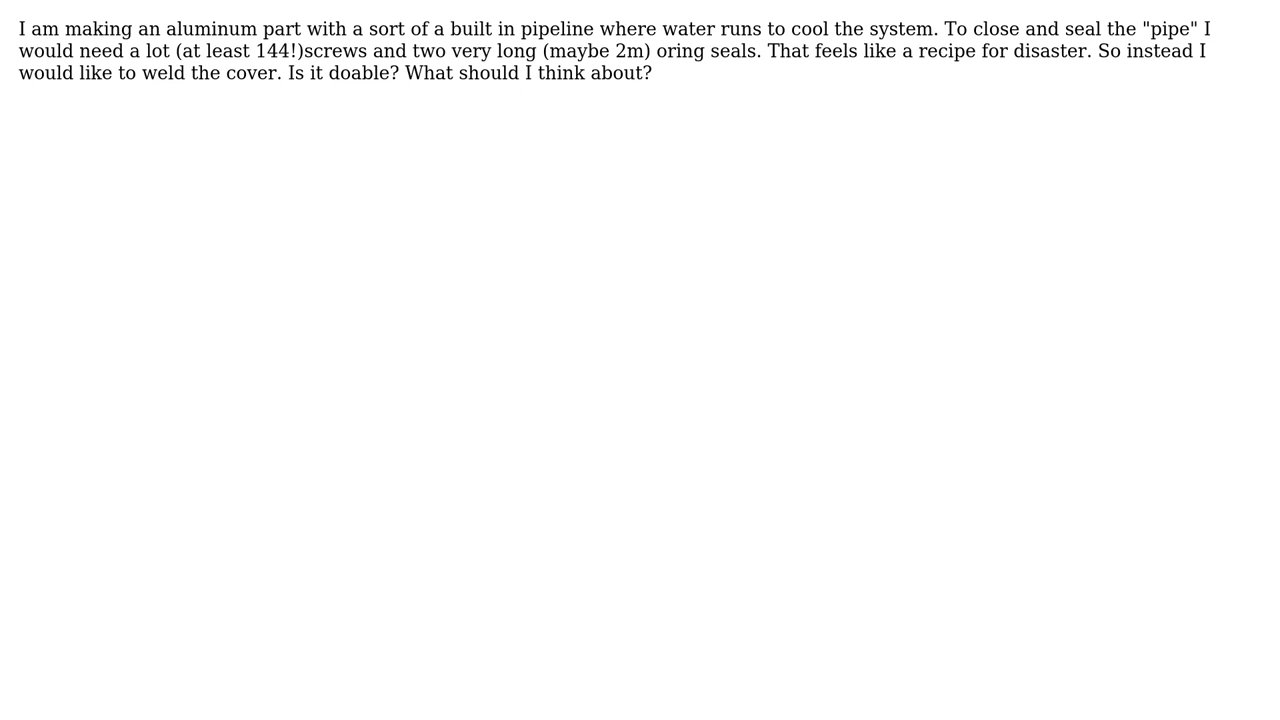 I am making an aluminum part with a sort of a built in pipeline where water runs to cool the system. To close and seal the "pipe" I
would need a lot (at least 144!)screws and two very long (maybe 2m) oring seals. That feels like a recipe for disaster. So instead I
would like to weld the cover. Is it doable? What should I think about?